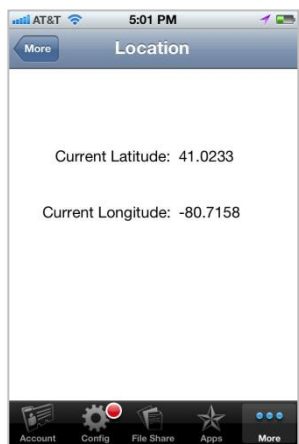 AT&T 5:01 PM
More Location
Current Latitude: 41.0233
Current Longitude: -80.7158
Account Config File Share Apps More